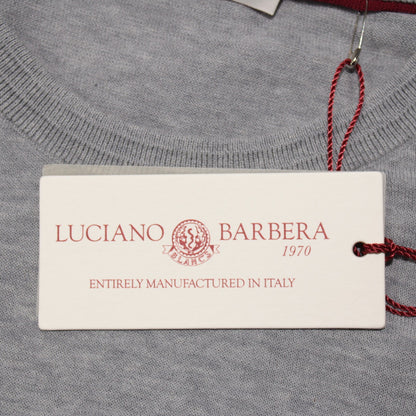 LUCIANO BARBERA
1970
ENTIRELY MANUFACTURED IN ITALY